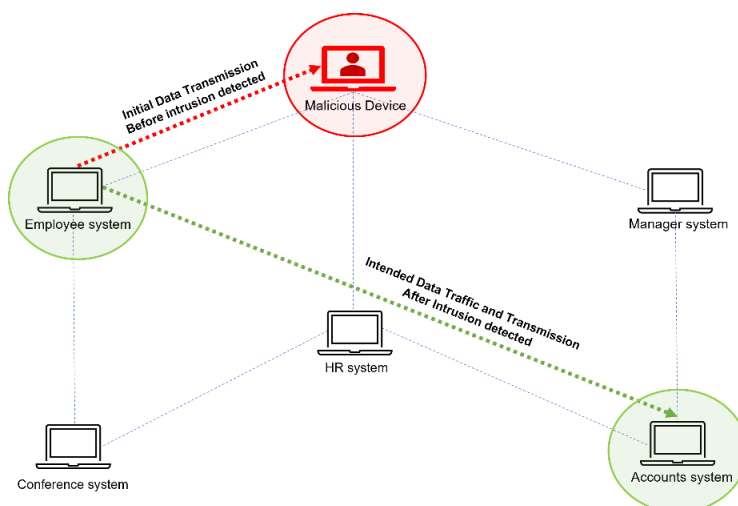 Initial Data Transmission
Before intrusion detected
Malicious Device
Employee system
Manager system
Intended Data Traffic and Transmission
After Intrusion detected
HR system
Conference system
Accounts system